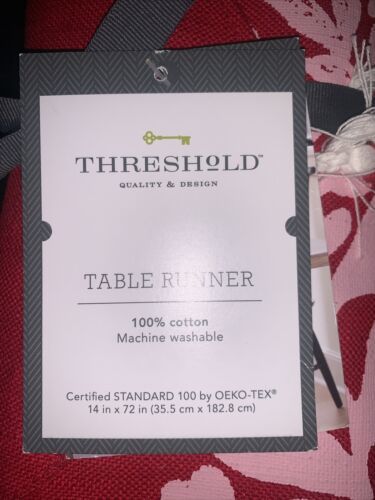 THRESHOLD™
QUALITY & DESIGN
TABLE RUNNER
100% cotton
Machine washable
Certified STANDARD 100 by OEKO-TEX®
14 in x 72 in (35.5 cm x 182.8 cm)